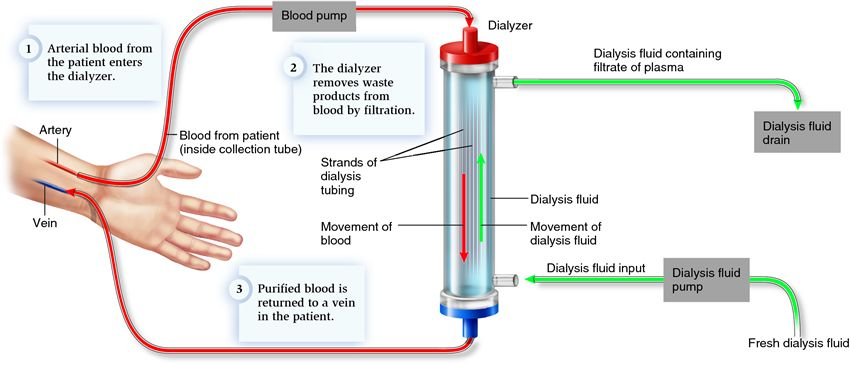 Blood pump
Dialyzer
1 Arterial blood from
the patient enters
the dialyzer.
2 The dialyzer
removes waste
products from
blood by filtration.
Dialysis fluid containing
filtrate of plasma
Dialysis fluid
drain
Artery
Blood from patient
(inside collection tube)
Strands of
dialysis
tubing
Dialysis fluid
Vein
Movement of
blood
Movement of
dialysis fluid
Dialysis fluid input
Dialysis fluid
pump
3 Purified blood is
returned to a vein
in the patient.
Fresh dialysis fluid